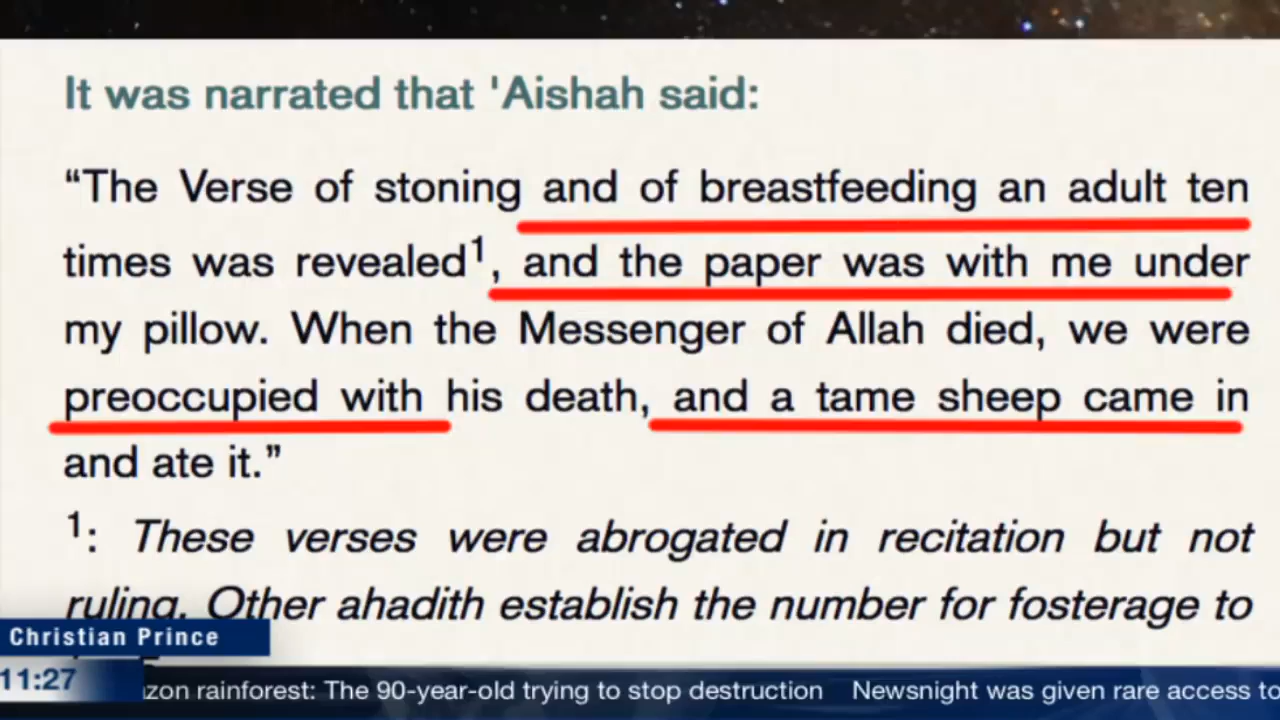 It was narrated that 'Aishah said:
“The Verse of stoning and of breastfeeding an adult ten
times was revealed¹, and the paper was with me under
my pillow. When the Messenger of Allah died, we were
preoccupied with his death, and a tame sheep came in
and ate it.”
¹: These verses were abrogated in recitation but not
ruling. Other ahadith establish the number for fosterage to
Christian Prince
11:27
zon rainforest: The 90-year-old trying to stop destruction Newsnight was given rare access to